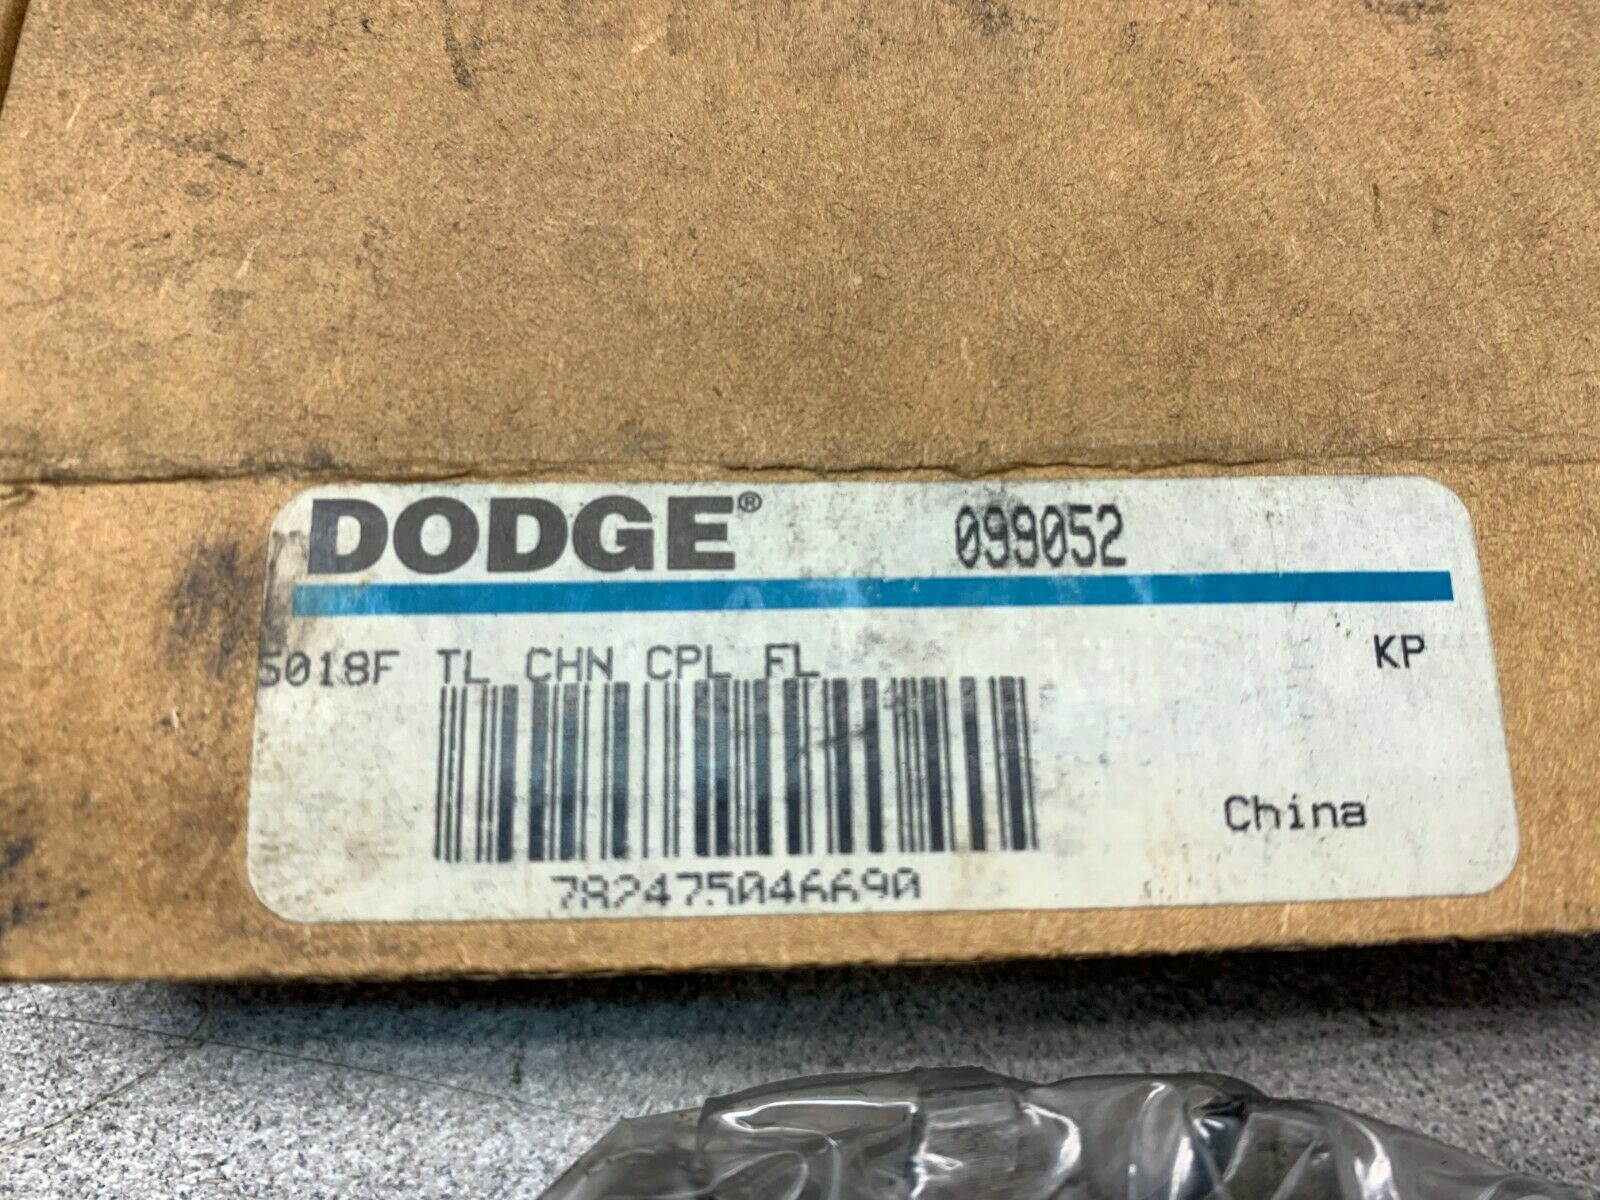 DODGE® 099052
5018F TL CHN CPL FL KP
China
782475046690